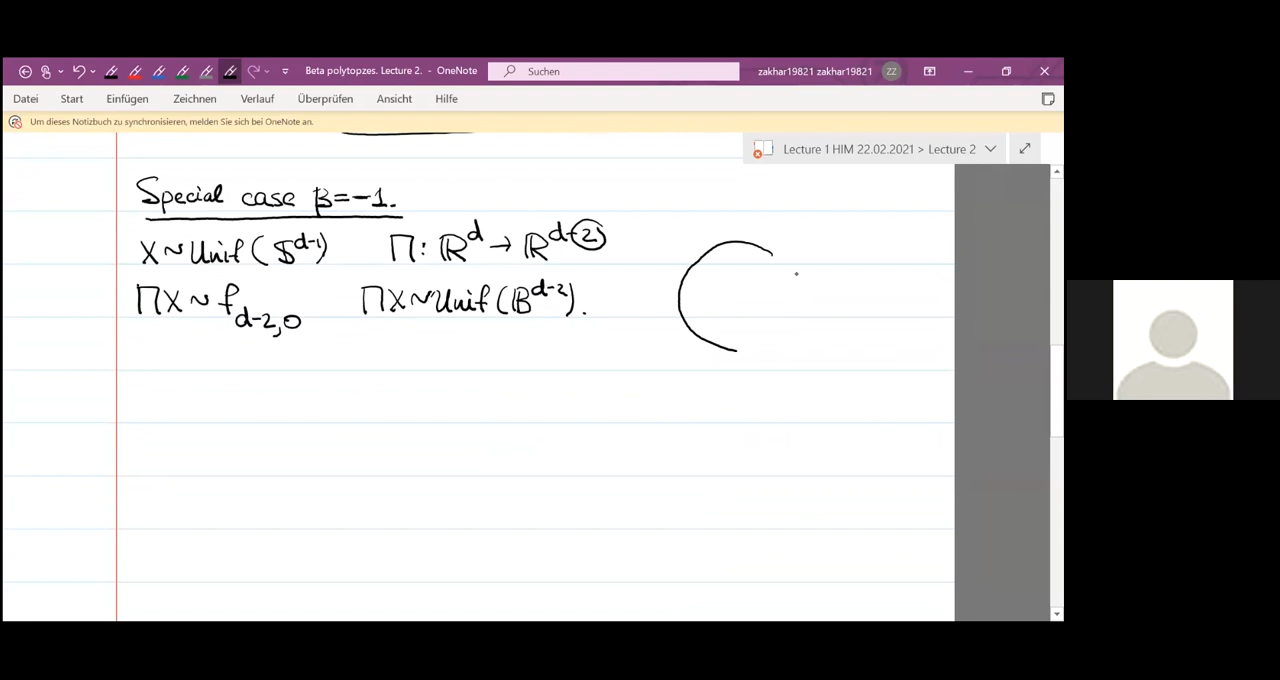 Beta polytopzes. Lecture 2. - OneNote
Suchen
zakhar19821 zakhar19821
ZZ
Datei Start Einfügen Zeichnen Verlauf Überprüfen Ansicht Hilfe
Um dieses Notizbuch zu synchronisieren, melden Sie sich bei OneNote an.
Lecture 1 HIM 22.02.2021 > Lecture 2
Special case β=-1.
X ~ Unif(𝕊^{d-1}) Π: ℝ^d → ℝ^{d-2}
ΠX ~ f_{d-2,0} ΠX ~ Unif(𝔹^{d-2}).